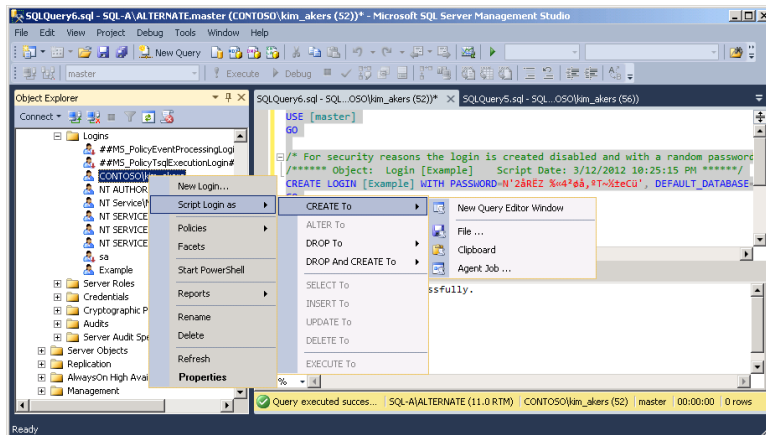 SQLQuery6.sql - SQL-A\ALTERNATE.master (CONTOSO\kim_akers (52))* - Microsoft SQL Server Management Studio
File Edit View Project Debug Tools Window Help
New Query
master Execute Debug
Object Explorer
SQLQuery6.sql - SQL...OSO\kim_akers (52))* SQLQuery5.sql - SQL...OSO\kim_akers (56))
Connect
Logins
##MS_PolicyEventProcessingLogi
##MS_PolicyTsqlExecutionLogin#
CONTOSO\kim_akers
NT AUTHOR
NT Service\M
NT SERVICE
NT SERVICE
NT SERVICE
sa
Example
Server Roles
Credentials
Cryptographic P
Audits
Server Audit Spe
Server Objects
Replication
AlwaysOn High Avai
Management
USE [master]
GO
/* For security reasons the login is created disabled and with a random password
/****** Object: Login [Example] Script Date: 3/12/2012 10:25:15 PM ******/
CREATE LOGIN [Example] WITH PASSWORD=N' DEFAULT_DATABASE=
GO
New Login...
Script Login as
Policies
Facets
Start PowerShell
Reports
Rename
Delete
Refresh
Properties
CREATE To
ALTER To
DROP To
DROP And CREATE To
SELECT To
INSERT To
UPDATE To
DELETE To
EXECUTE To
New Query Editor Window
File ...
Clipboard
Agent Job ...
ssfully.
%
Query executed succes... SQL-A\ALTERNATE (11.0 RTM) CONTOSO\kim_akers (52) master 00:00:00 0 rows
Ready